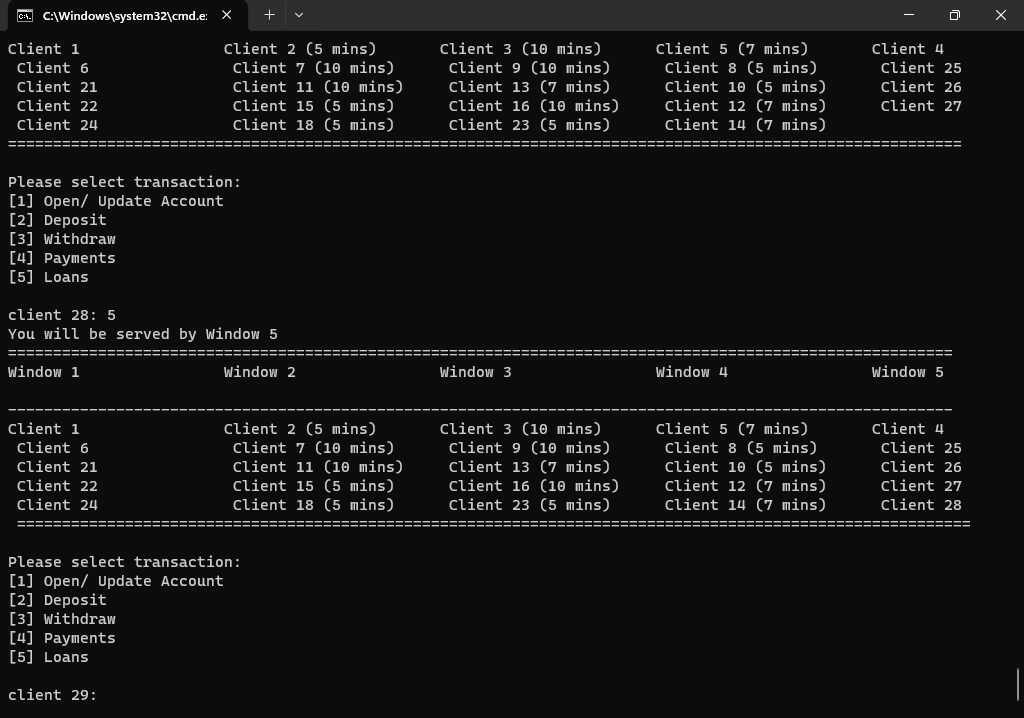 C:\Windows\system32\cmd.e:
Client 1                Client 2 (5 mins)       Client 3 (10 mins)      Client 5 (7 mins)       Client 4
 Client 6                Client 7 (10 mins)      Client 9 (10 mins)      Client 8 (5 mins)       Client 25
 Client 21               Client 11 (10 mins)     Client 13 (7 mins)      Client 10 (5 mins)      Client 26
 Client 22               Client 15 (5 mins)      Client 16 (10 mins)     Client 12 (7 mins)      Client 27
 Client 24               Client 18 (5 mins)      Client 23 (5 mins)      Client 14 (7 mins)
==========================================================================================================
Please select transaction:
[1] Open/ Update Account
[2] Deposit
[3] Withdraw
[4] Payments
[5] Loans
client 28: 5
You will be served by Window 5
=========================================================================================================
Window 1                Window 2                Window 3                Window 4                Window 5
---------------------------------------------------------------------------------------------------------
Client 1                Client 2 (5 mins)       Client 3 (10 mins)      Client 5 (7 mins)       Client 4
 Client 6                Client 7 (10 mins)      Client 9 (10 mins)      Client 8 (5 mins)       Client 25
 Client 21               Client 11 (10 mins)     Client 13 (7 mins)      Client 10 (5 mins)      Client 26
 Client 22               Client 15 (5 mins)      Client 16 (10 mins)     Client 12 (7 mins)      Client 27
 Client 24               Client 18 (5 mins)      Client 23 (5 mins)      Client 14 (7 mins)      Client 28
 ==========================================================================================================
Please select transaction:
[1] Open/ Update Account
[2] Deposit
[3] Withdraw
[4] Payments
[5] Loans
client 29: